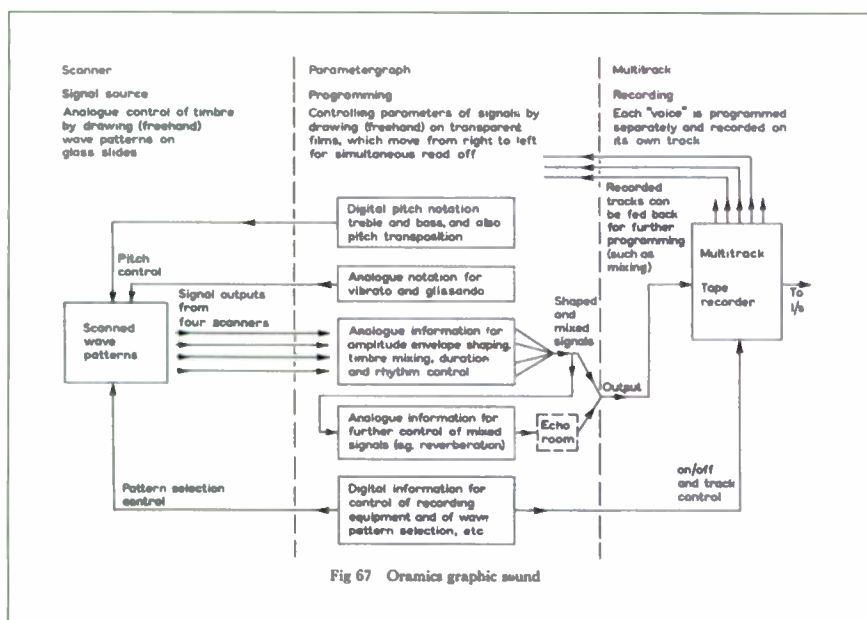 Scanner
Signal source
Analogue control of timbre
by drawing (freehand)
wave patterns on
glass slides
Parametergraph
Programming
Controlling parameters of signals by
drawing (freehand) on transparent
films, which move from right to left
for simultaneous read off
Multitrack
Recording
Each "voice" is programmed
separately and recorded on
its own track
Recorded
tracks can
be fed back
for further
programming
(such as
mixing)
Digital pitch notation
treble and bass, and also
pitch transposition
Pitch
control
Analogue notation for
vibrato and glissando
Signal outputs
from
four scanners
Scanned
wave
patterns
Analogue information for
amplitude envelope shaping,
timbre mixing, duration
and rhythm control
Shaped
and
mixed
signals
Multitrack
Tape
recorder
To
l/s
Output
Analogue information for
further control of mixed
signals (eg. reverberation)
Echo
room
Pattern selection
control
Digital information for
control of recording
equipment and of wave
pattern selection, etc
on/off
and track
control
Fig 67 Oramics graphic sound